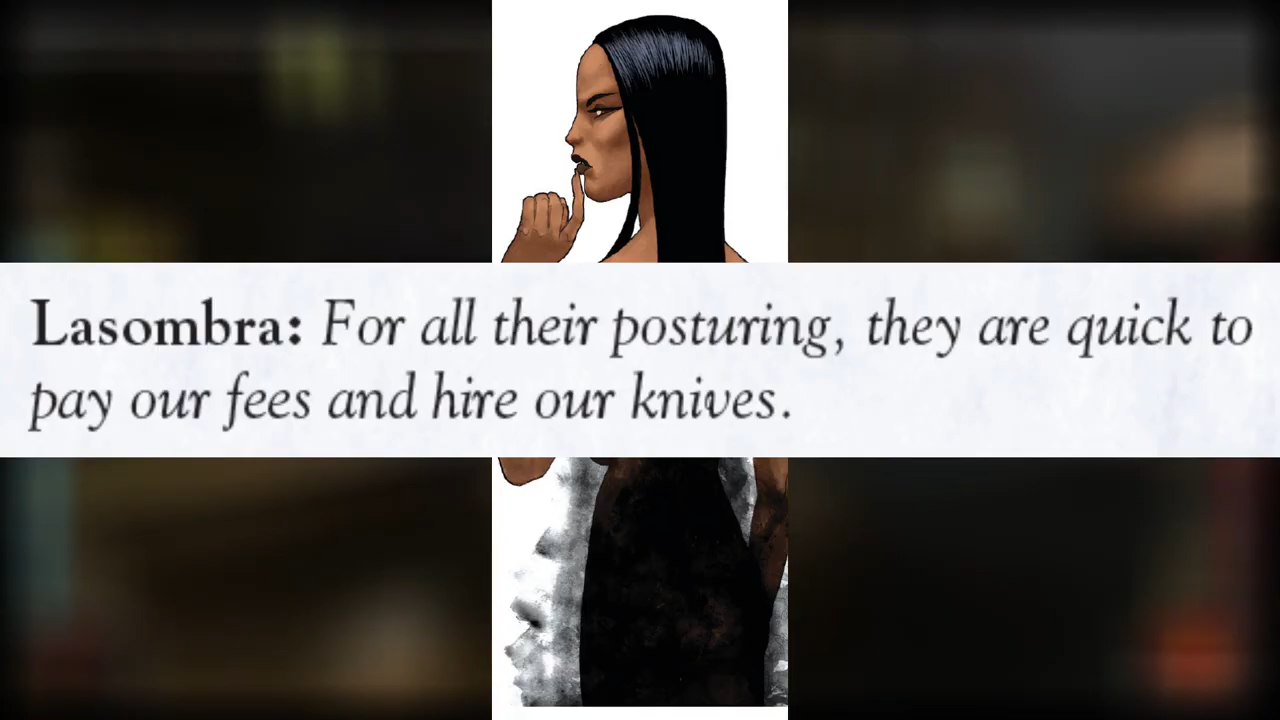 Lasombra: For all their posturing, they are quick to
pay our fees and hire our knives.